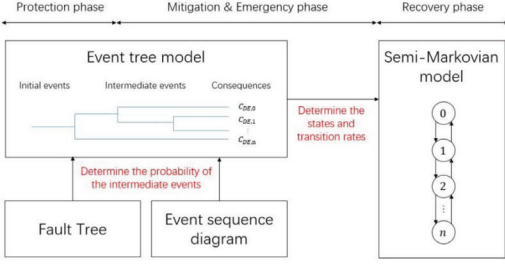 Protection phase
Mitigation & Emergency phase
Recovery phase
Event tree model
Initial events
Intermediate events
Consequences
C_DE,0
C_DE,1
⋮
C_DE,n
Determine the probability of
the intermediate events
Fault Tree
Event sequence
diagram
Determine the
states and
transition rates
Semi-Markovian
model
0
1
2
⋮
n